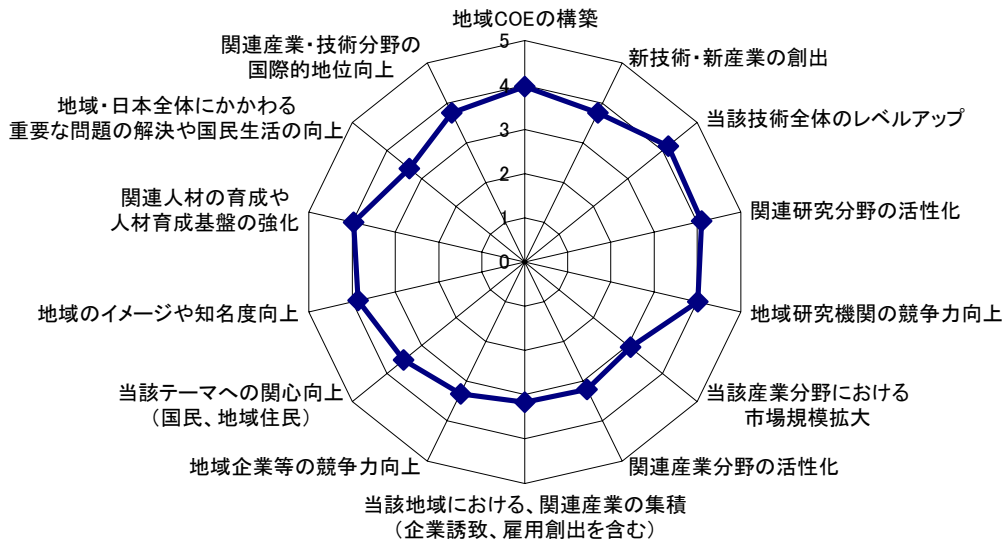 地域COEの構築
新技術・新産業の創出
当該技術全体のレベルアップ
関連研究分野の活性化
地域研究機関の競争力向上
当該産業分野における
市場規模拡大
関連産業分野の活性化
当該地域における、関連産業の集積
（企業誘致、雇用創出を含む）
地域企業等の競争力向上
当該テーマへの関心向上
（国民、地域住民）
地域のイメージや知名度向上
関連人材の育成や
人材育成基盤の強化
地域・日本全体にかかわる
重要な問題の解決や国民生活の向上
関連産業・技術分野の
国際的地位向上
5
4
3
2
1
0